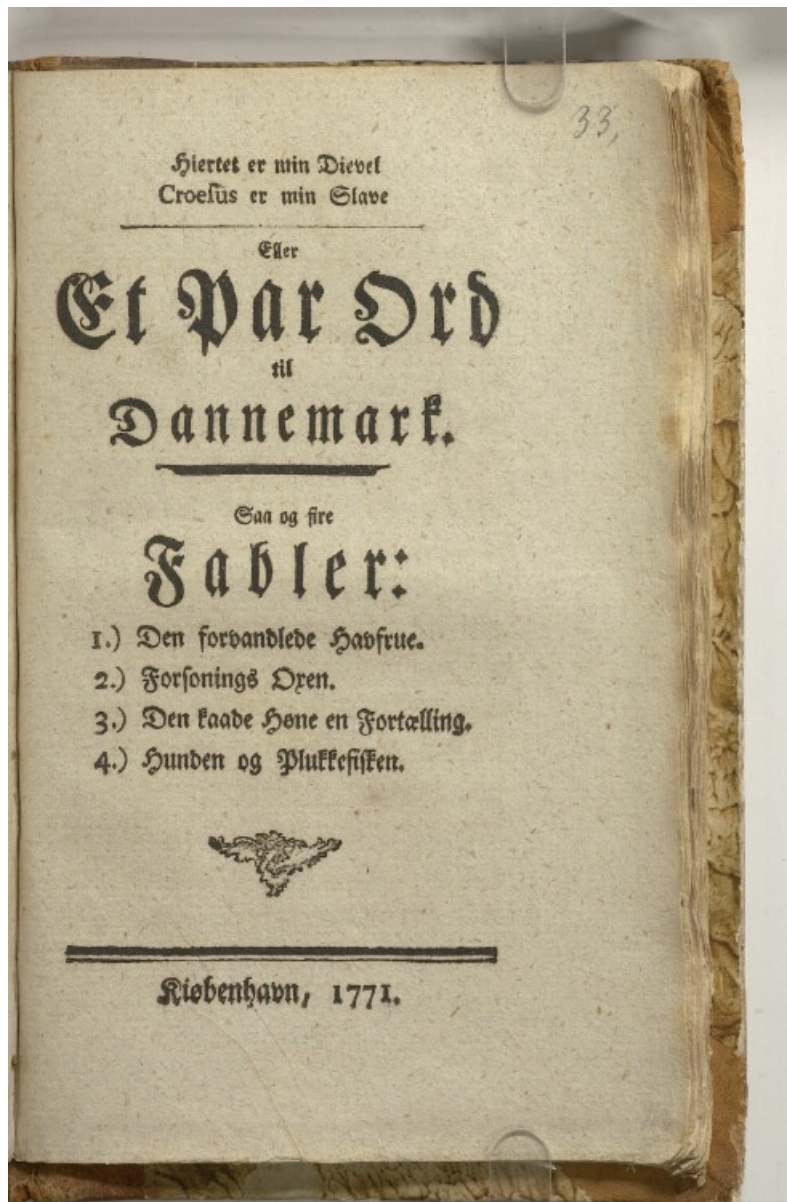 33,
Hiertet er min Dievel
Croesus er min Slave
Eller
Et Par Ord
til
Dannemark.
Saa og fire
Fabler:
1.) Den forvandlede Havfrue.
2.) Forsonings Oxen.
3.) Den kaade Høne en Fortælling.
4.) Hunden og Plukkefisken.
Kiøbenhavn, 1771.